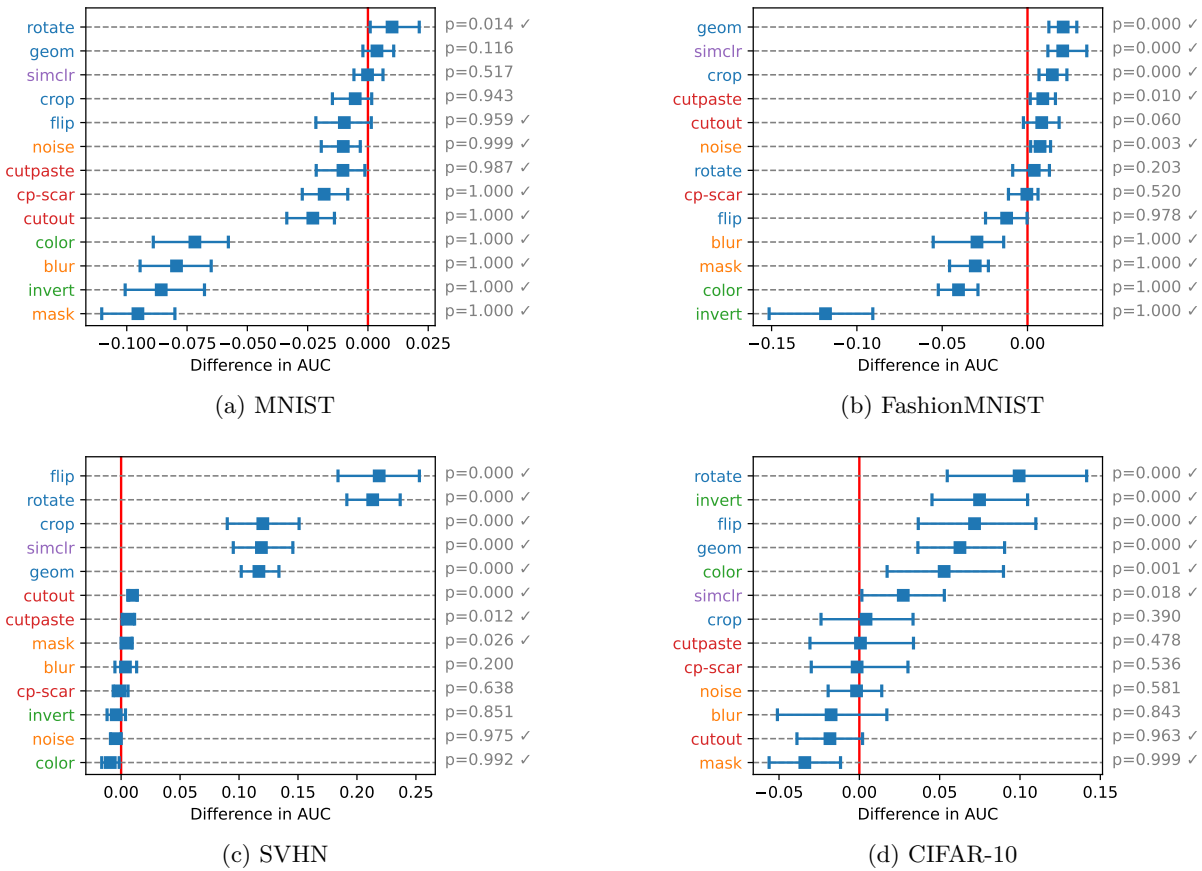 rotate p=0.014 ✓
geom p=0.116
simclr p=0.517
crop p=0.943
flip p=0.959 ✓
noise p=0.999 ✓
cutpaste p=0.987 ✓
cp-scar p=1.000 ✓
cutout p=1.000 ✓
color p=1.000 ✓
blur p=1.000 ✓
invert p=1.000 ✓
mask p=1.000 ✓
−0.100 −0.075 −0.050 −0.025 0.000 0.025
Difference in AUC
(a) MNIST
geom p=0.000 ✓
simclr p=0.000 ✓
crop p=0.000 ✓
cutpaste p=0.010 ✓
cutout p=0.060
noise p=0.003 ✓
rotate p=0.203
cp-scar p=0.520
flip p=0.978 ✓
blur p=1.000 ✓
mask p=1.000 ✓
color p=1.000 ✓
invert p=1.000 ✓
−0.15 −0.10 −0.05 0.00
Difference in AUC
(b) FashionMNIST
flip p=0.000 ✓
rotate p=0.000 ✓
crop p=0.000 ✓
simclr p=0.000 ✓
geom p=0.000 ✓
cutout p=0.000 ✓
cutpaste p=0.012 ✓
mask p=0.026 ✓
blur p=0.200
cp-scar p=0.638
invert p=0.851
noise p=0.975 ✓
color p=0.992 ✓
0.00 0.05 0.10 0.15 0.20 0.25
Difference in AUC
(c) SVHN
rotate p=0.000 ✓
invert p=0.000 ✓
flip p=0.000 ✓
geom p=0.000 ✓
color p=0.001 ✓
simclr p=0.018 ✓
crop p=0.390
cutpaste p=0.478
cp-scar p=0.536
noise p=0.581
blur p=0.843
cutout p=0.963 ✓
mask p=0.999 ✓
−0.05 0.00 0.05 0.10 0.15
Difference in AUC
(d) CIFAR-10